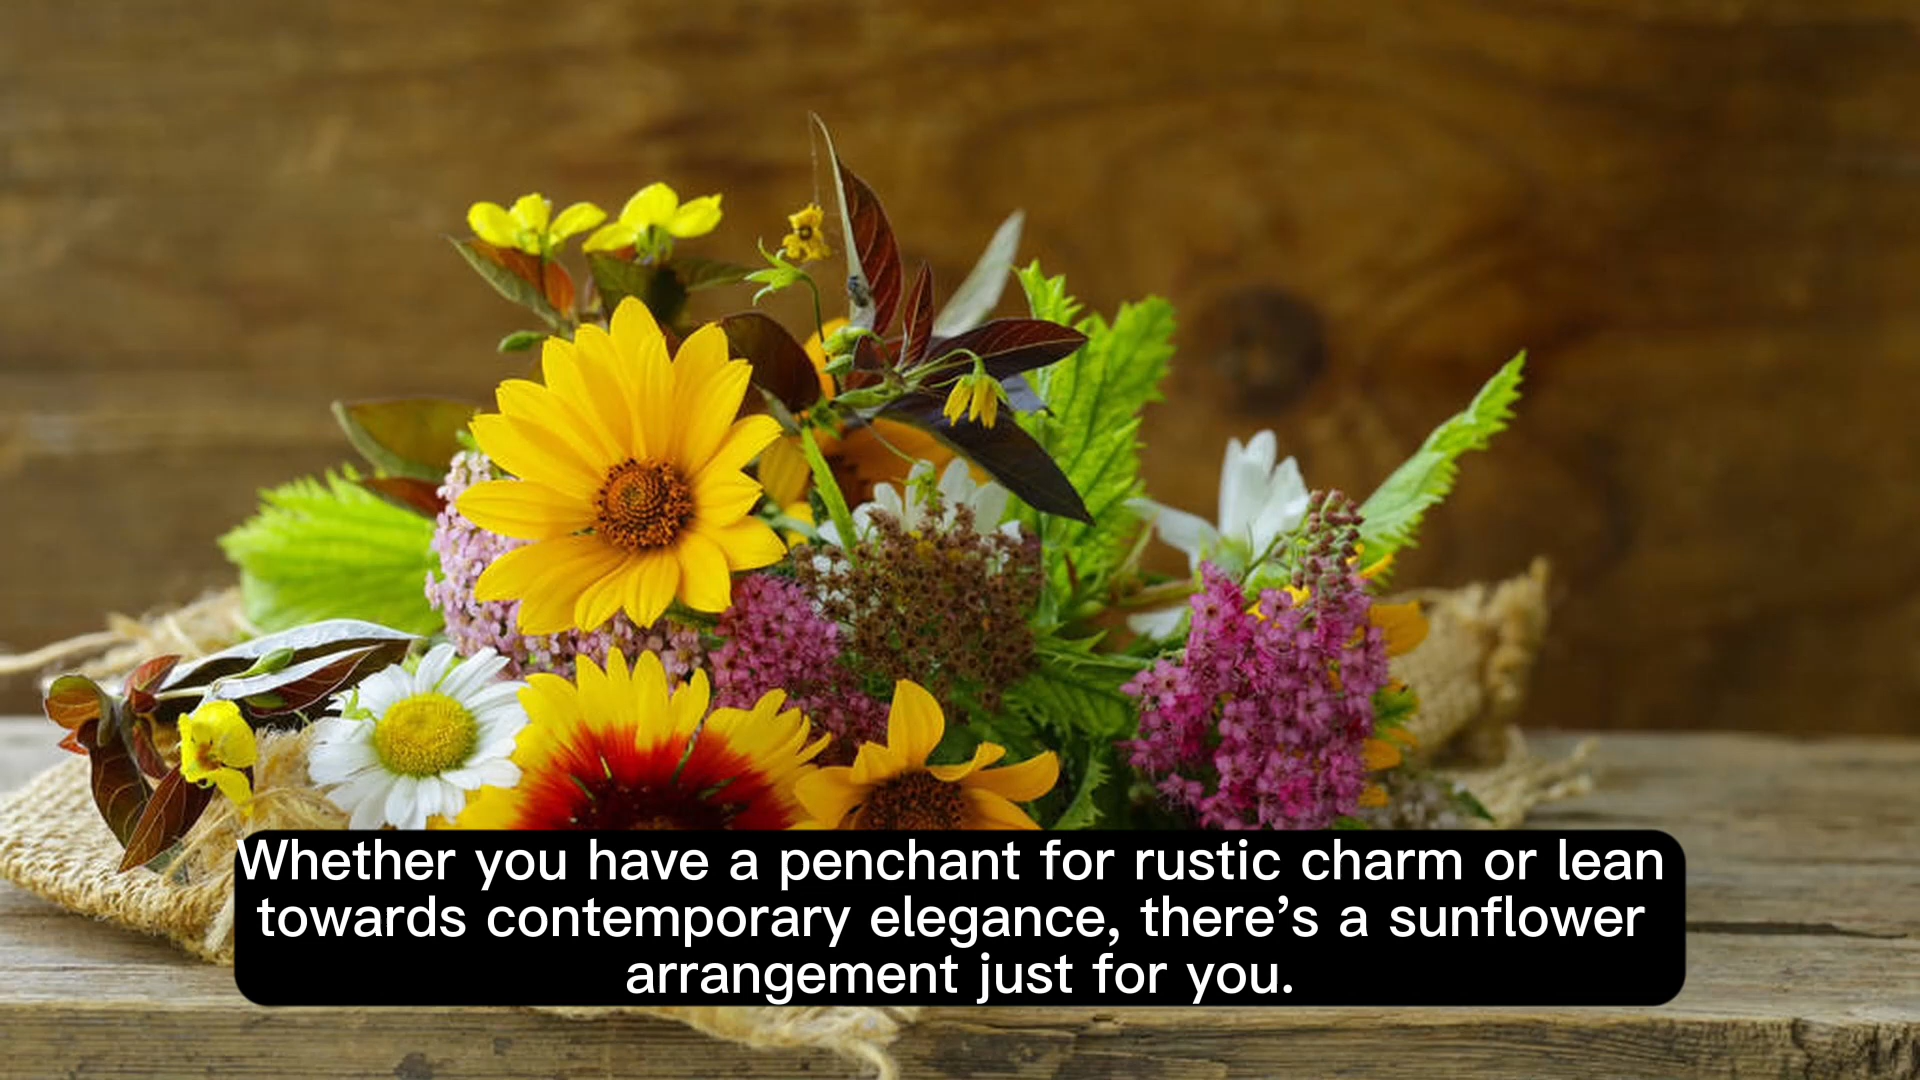 Whether you have a penchant for rustic charm or lean
towards contemporary elegance, there’s a sunflower
arrangement just for you.